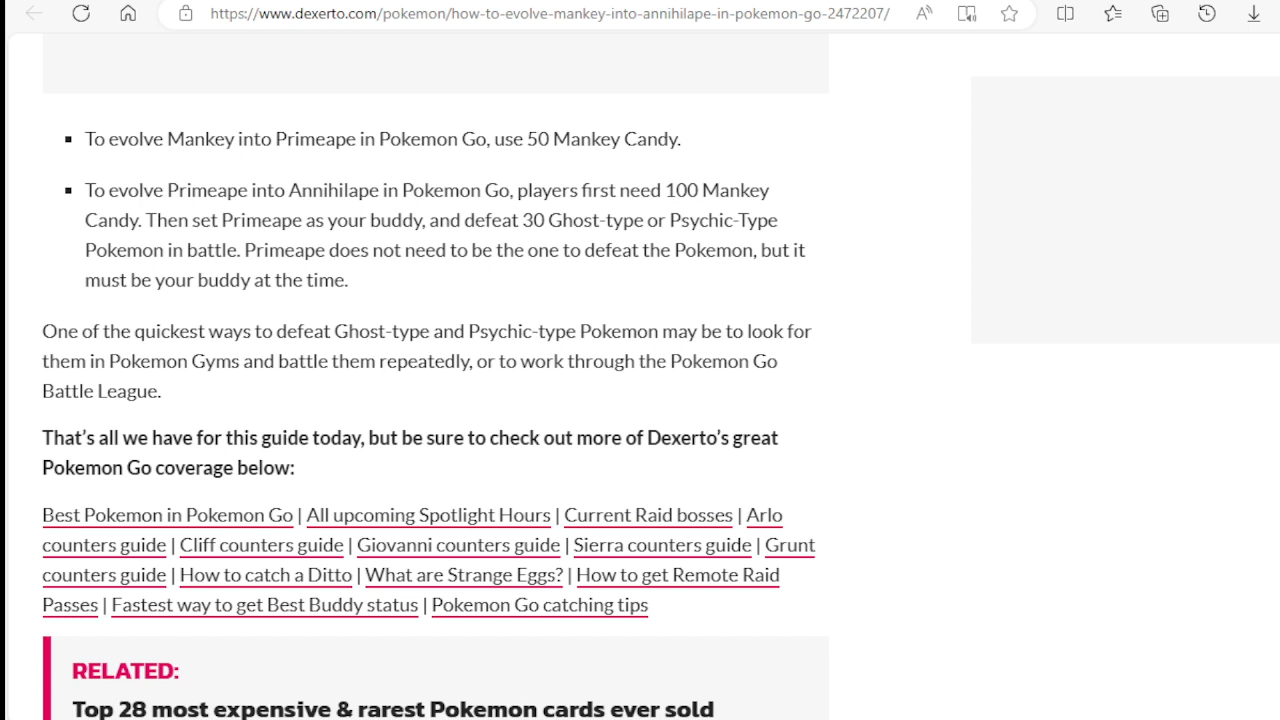 https://www.dexerto.com/pokemon/how-to-evolve-mankey-into-annihilape-in-pokemon-go-2472207/
To evolve Mankey into Primeape in Pokemon Go, use 50 Mankey Candy.
To evolve Primeape into Annihilape in Pokemon Go, players first need 100 Mankey
Candy. Then set Primeape as your buddy, and defeat 30 Ghost-type or Psychic-Type
Pokemon in battle. Primeape does not need to be the one to defeat the Pokemon, but it
must be your buddy at the time.
One of the quickest ways to defeat Ghost-type and Psychic-type Pokemon may be to look for
them in Pokemon Gyms and battle them repeatedly, or to work through the Pokemon Go
Battle League.
That’s all we have for this guide today, but be sure to check out more of Dexerto’s great
Pokemon Go coverage below:
Best Pokemon in Pokemon Go | All upcoming Spotlight Hours | Current Raid bosses | Arlo
counters guide | Cliff counters guide | Giovanni counters guide | Sierra counters guide | Grunt
counters guide | How to catch a Ditto | What are Strange Eggs? | How to get Remote Raid
Passes | Fastest way to get Best Buddy status | Pokemon Go catching tips
RELATED:
Top 28 most expensive & rarest Pokemon cards ever sold